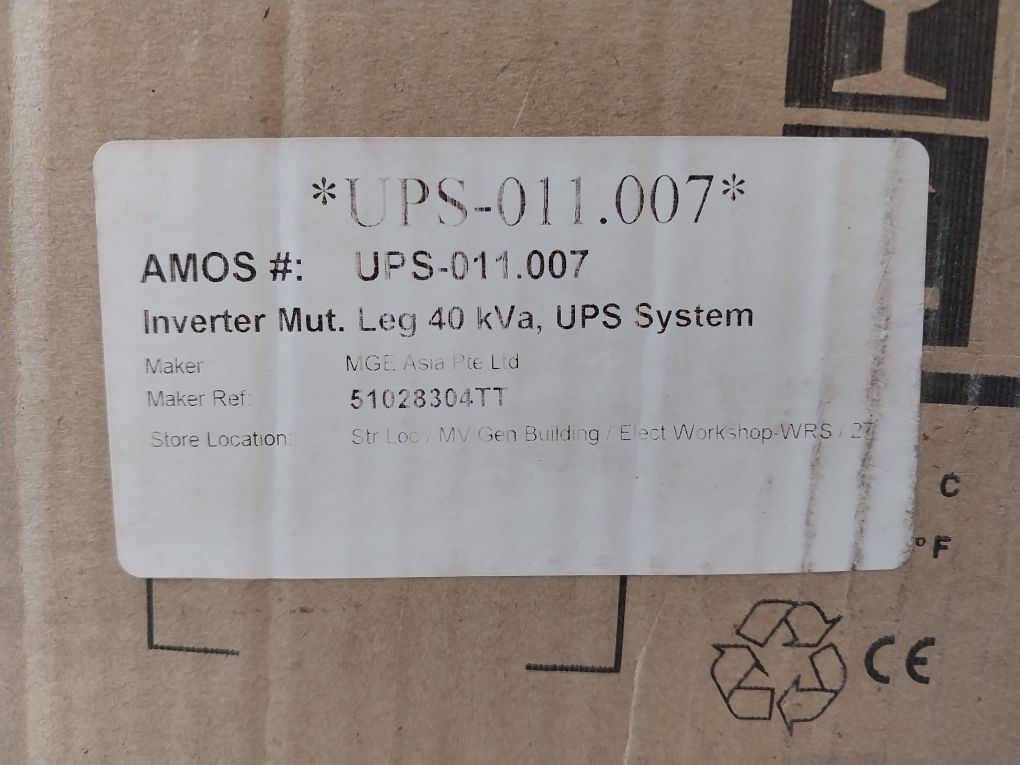 *UPS-011.007*
AMOS #: UPS-011.007
Inverter Mut. Leg 40 kVa, UPS System
Maker MGE Asia Pte Ltd
Maker Ref: 51028304TT
Store Location: Str Loc / MV Gen Building / Elect Workshop-WRS / 27
C
°F
CE